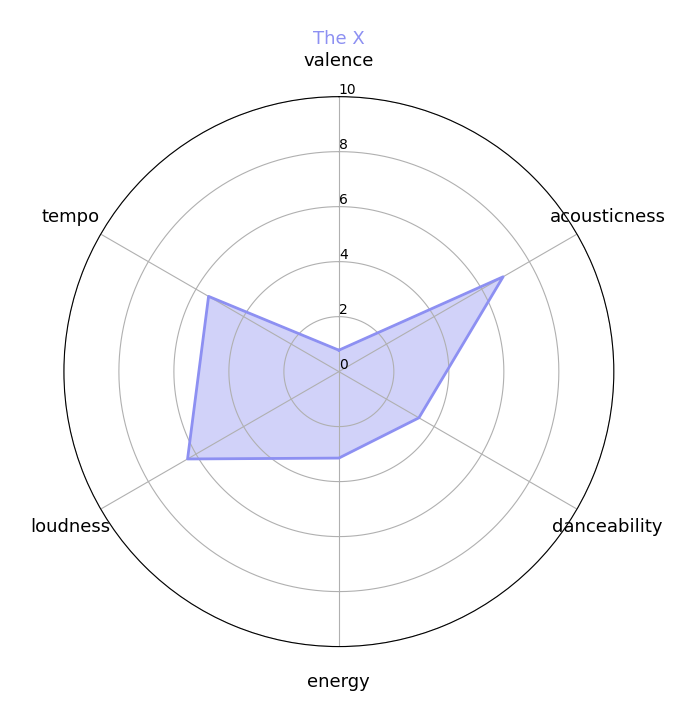 The X
valence
10
8
6
4
2
0
tempo
acousticness
loudness
danceability
energy